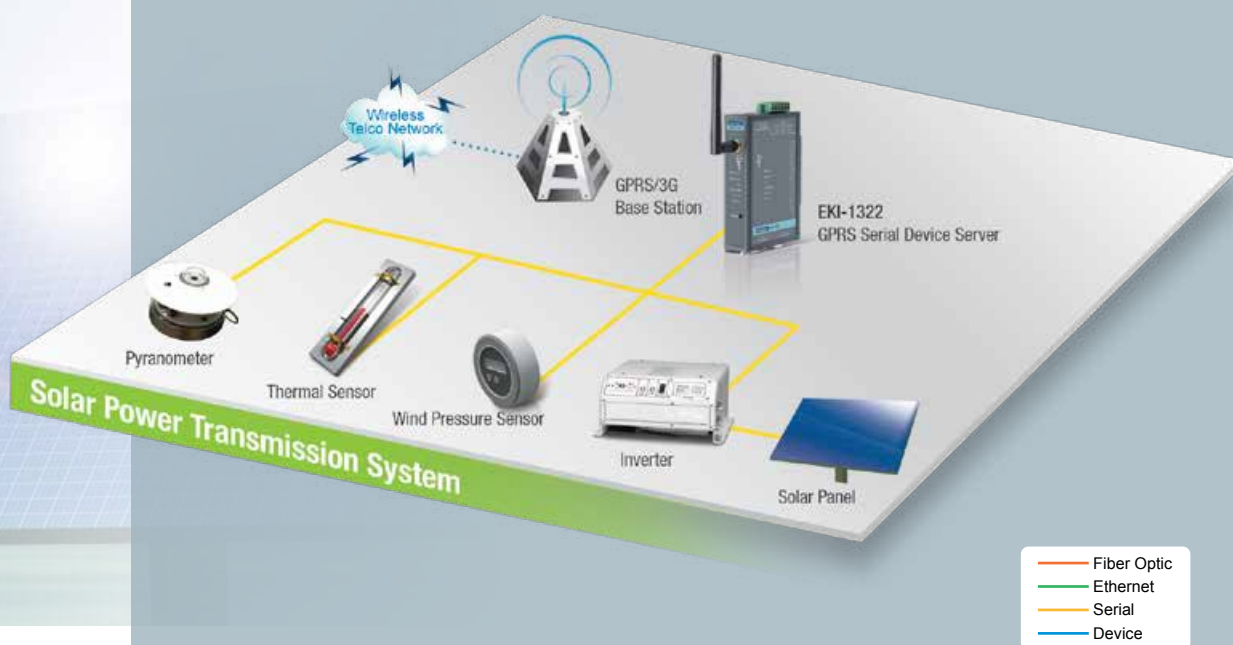 Wireless
Telco Network
GPRS/3G
Base Station
EKI-1322
GPRS Serial Device Server
Pyranometer
Thermal Sensor
Wind Pressure Sensor
Inverter
Solar Panel
Solar Power Transmission System
Fiber Optic
Ethernet
Serial
Device